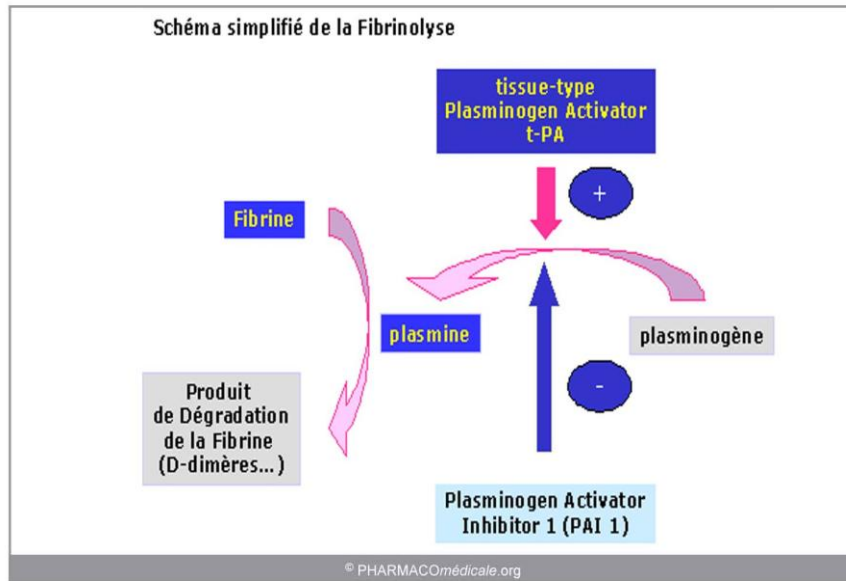 Schéma simplifié de la Fibrinolyse
tissue-type
Plasminogen Activator
t-PA
+
Fibrine
plasmine
plasminogène
-
Produit
de Dégradation
de la Fibrine
(D-dimères...)
Plasminogen Activator
Inhibitor 1 (PAI 1)
© PHARMACOmédicale.org